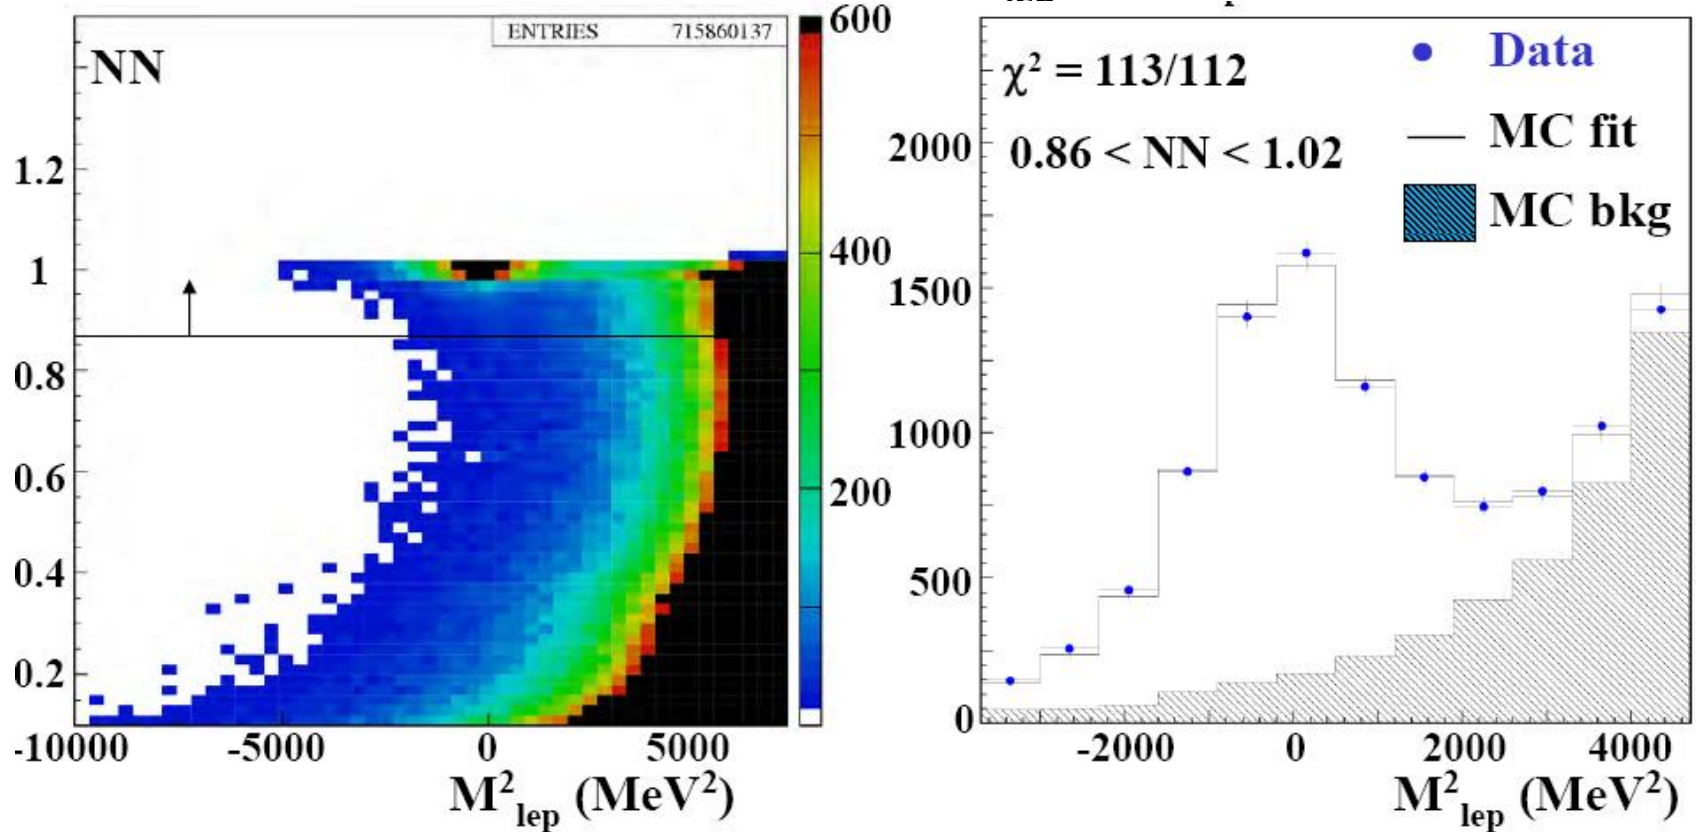 NN
ENTRIES 715860137
1.2
1
0.8
0.6
0.4
0.2
-10000 -5000 0 5000
M²lep (MeV²)
600
400
200
χ² = 113/112
0.86 < NN < 1.02
Data
MC fit
MC bkg
2000
1500
1000
500
0
-2000 0 2000 4000
M²lep (MeV²)